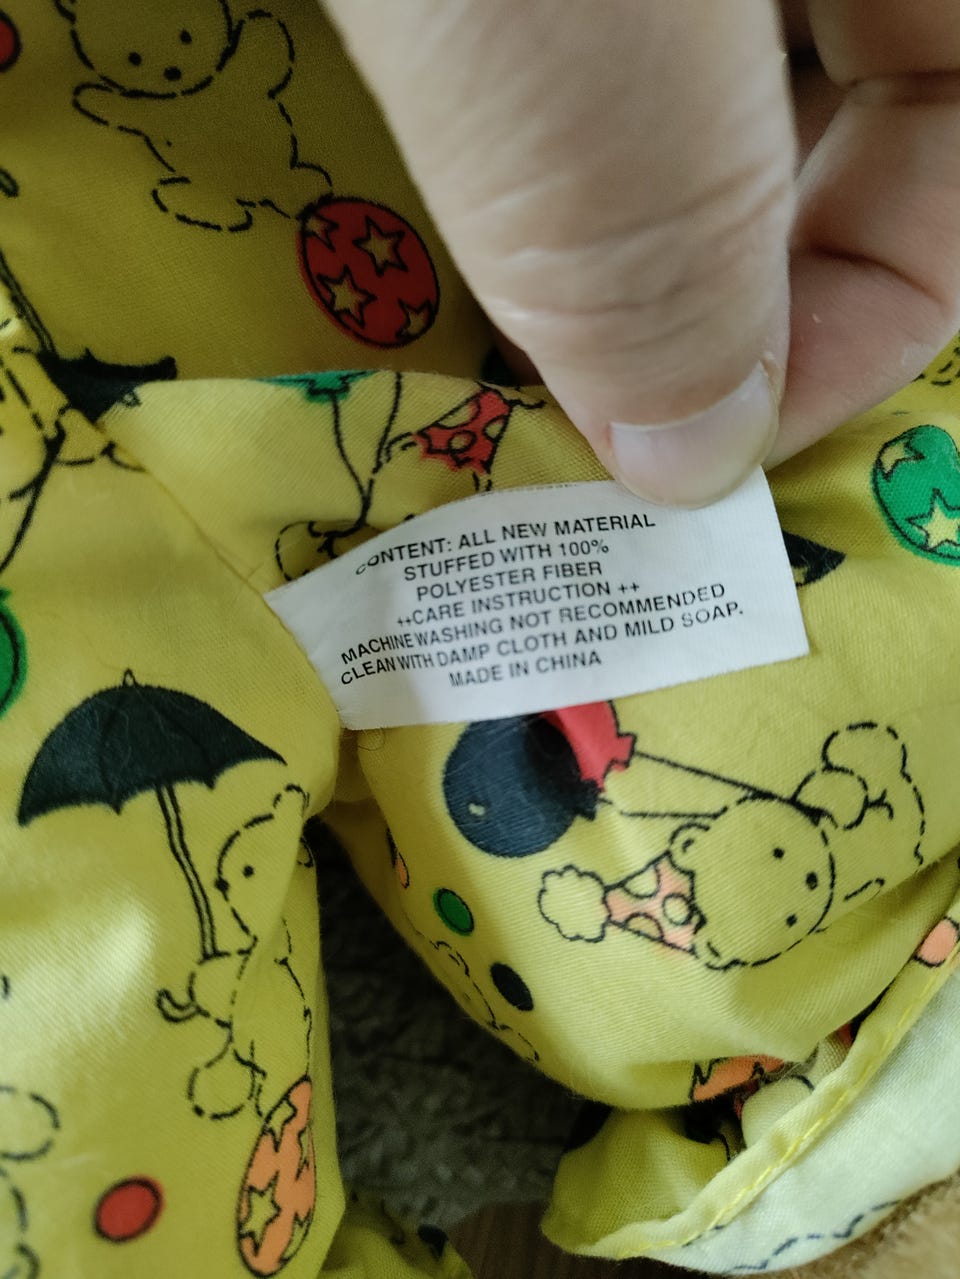 CONTENT: ALL NEW MATERIAL
STUFFED WITH 100%
POLYESTER FIBER
++CARE INSTRUCTION ++
MACHINE WASHING NOT RECOMMENDED
CLEAN WITH DAMP CLOTH AND MILD SOAP.
MADE IN CHINA